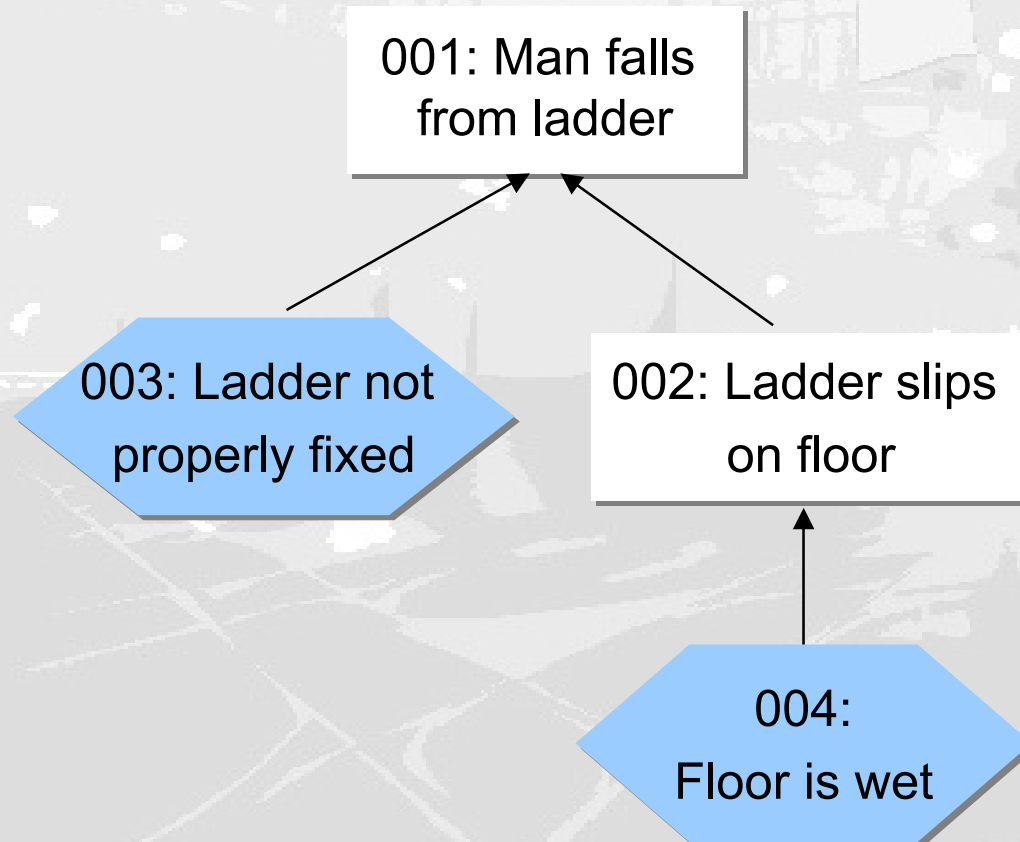 001: Man falls
from ladder
003: Ladder not
properly fixed
002: Ladder slips
on floor
004:
Floor is wet